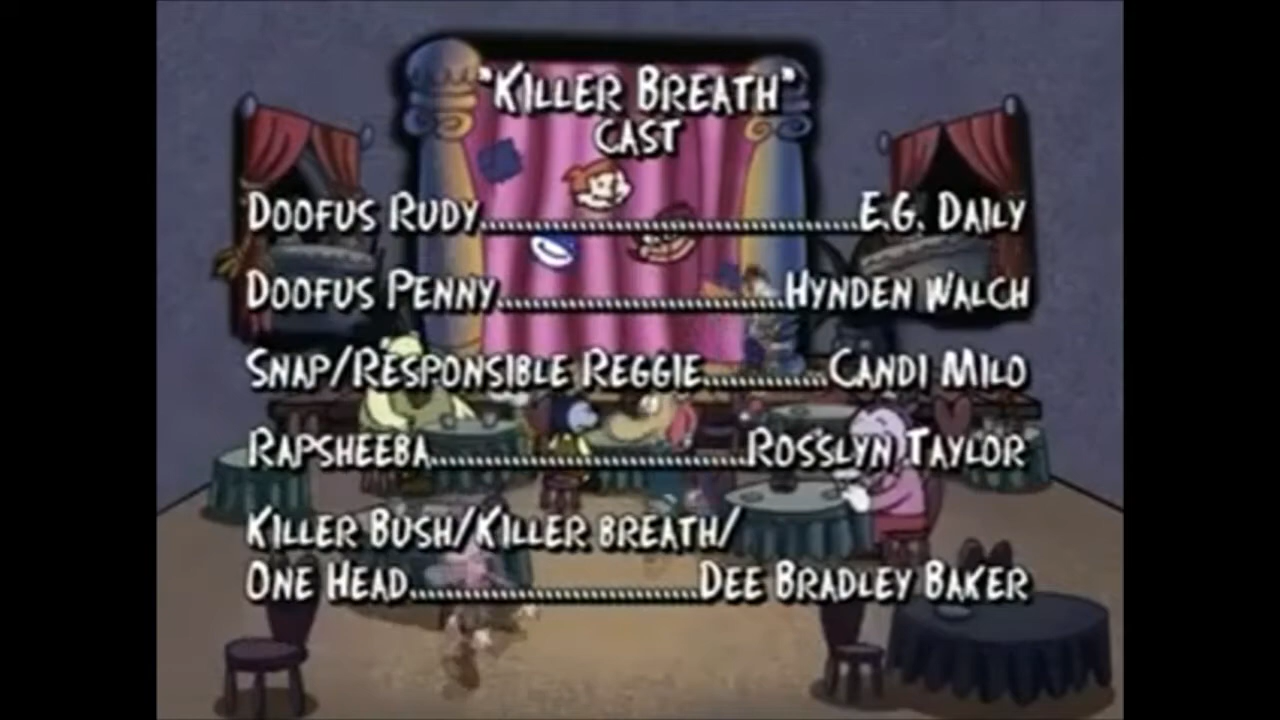 "KILLER BREATH"
CAST
DOOFUS RUDY..........................................E.G. DAILY
DOOFUS PENNY................................HYNDEN WALCH
SNAP/RESPONSIBLE REGGIE..............CANDI MILO
RAPSHEEBA....................................ROSSLYN TAYLOR
KILLER BUSH/KILLER BREATH/
ONE HEAD................................DEE BRADLEY BAKER